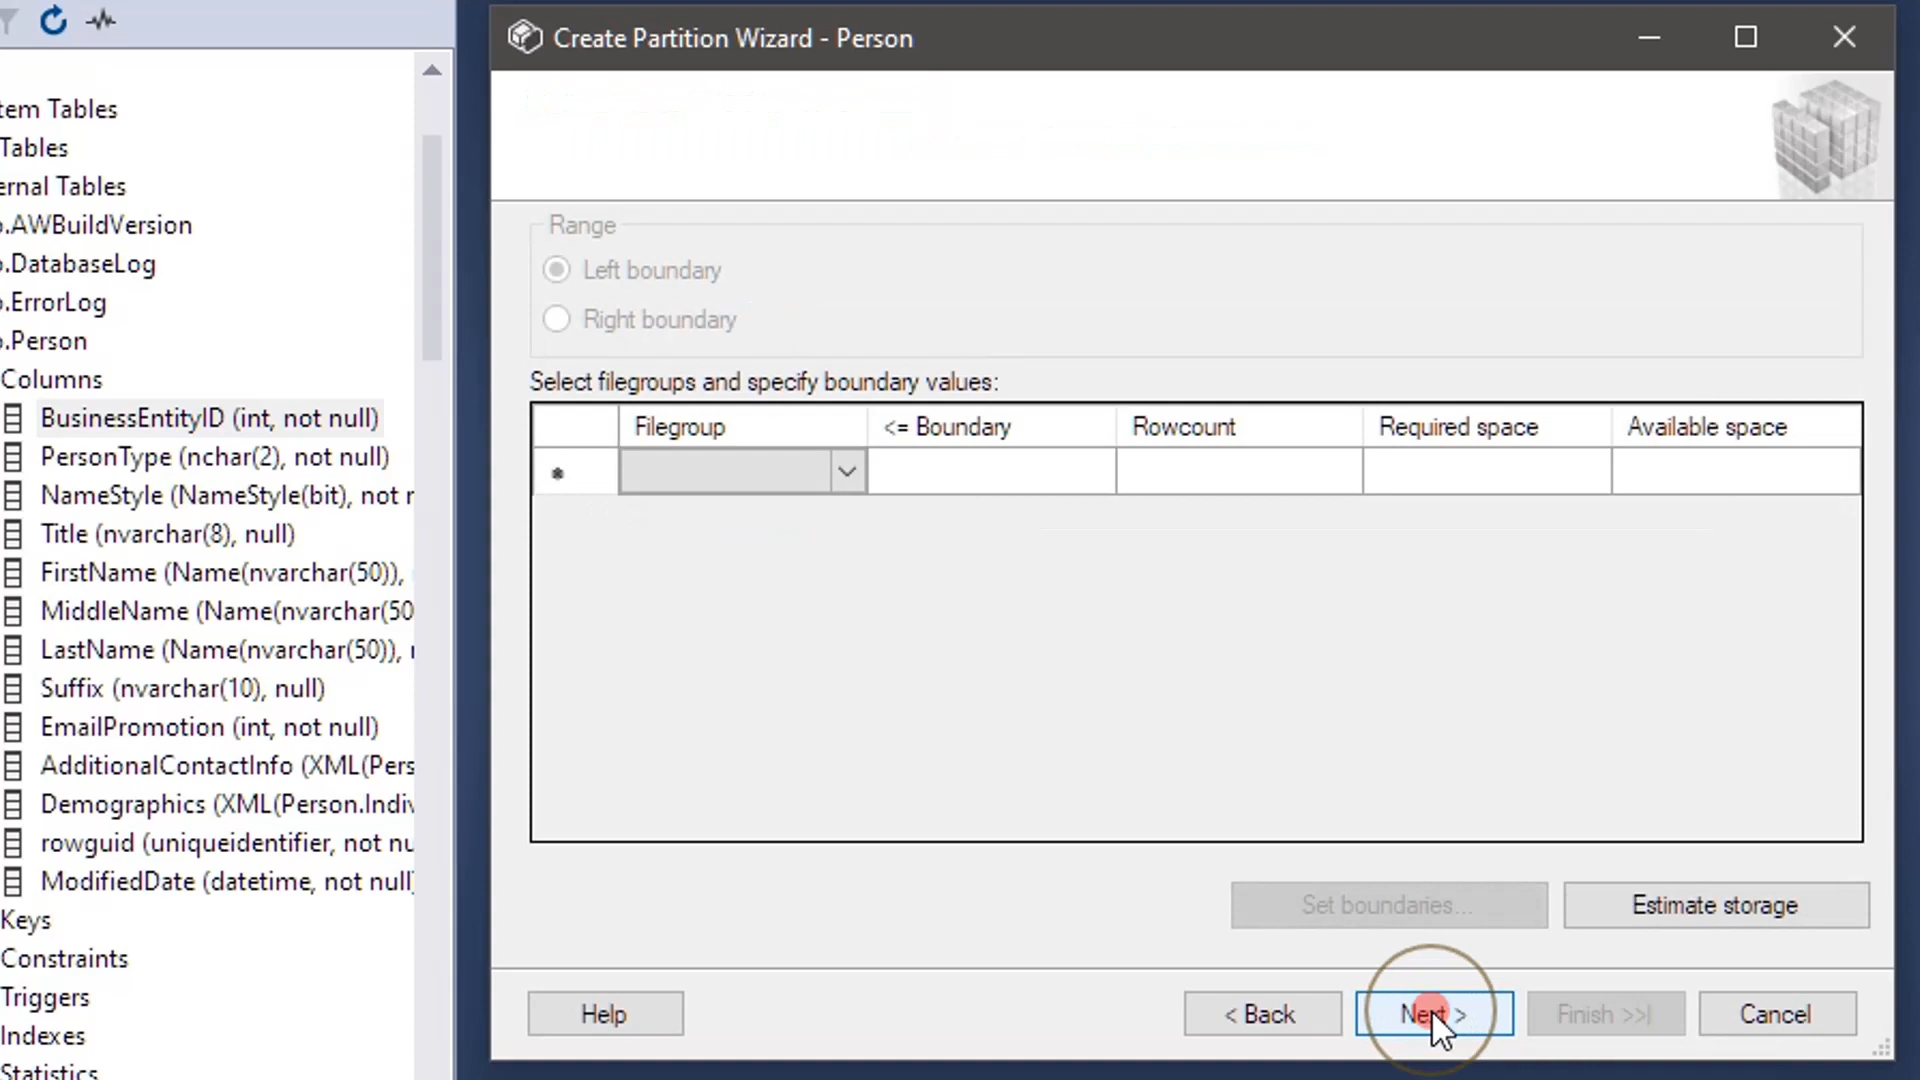 Create Partition Wizard - Person
tem Tables
Tables
ernal Tables
o.AWBuildVersion
o.DatabaseLog
o.ErrorLog
o.Person
Columns
BusinessEntityID (int, not null)
PersonType (nchar(2), not null)
NameStyle (NameStyle(bit), not r
Title (nvarchar(8), null)
FirstName (Name(nvarchar(50)),
MiddleName (Name(nvarchar(50
LastName (Name(nvarchar(50)), r
Suffix (nvarchar(10), null)
EmailPromotion (int, not null)
AdditionalContactInfo (XML(Pers
Demographics (XML(Person.Indiv
rowguid (uniqueidentifier, not nu
ModifiedDate (datetime, not null)
Keys
Constraints
Triggers
Indexes
Statistics
Range
Left boundary
Right boundary
Select filegroups and specify boundary values:
Filegroup <= Boundary Rowcount Required space Available space
Set boundaries... Estimate storage
Help < Back Next > Finish >>| Cancel